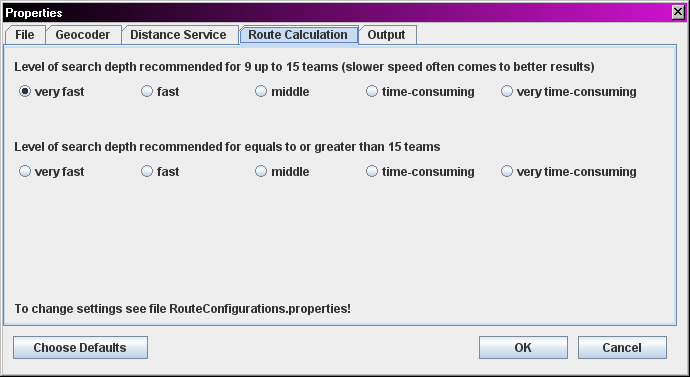 Properties
File Geocoder Distance Service Route Calculation Output
Level of search depth recommended for 9 up to 15 teams (slower speed often comes to better results)
very fast fast middle time-consuming very time-consuming
Level of search depth recommended for equals to or greater than 15 teams
very fast fast middle time-consuming very time-consuming
To change settings see file RouteConfigurations.properties!
Choose Defaults OK Cancel